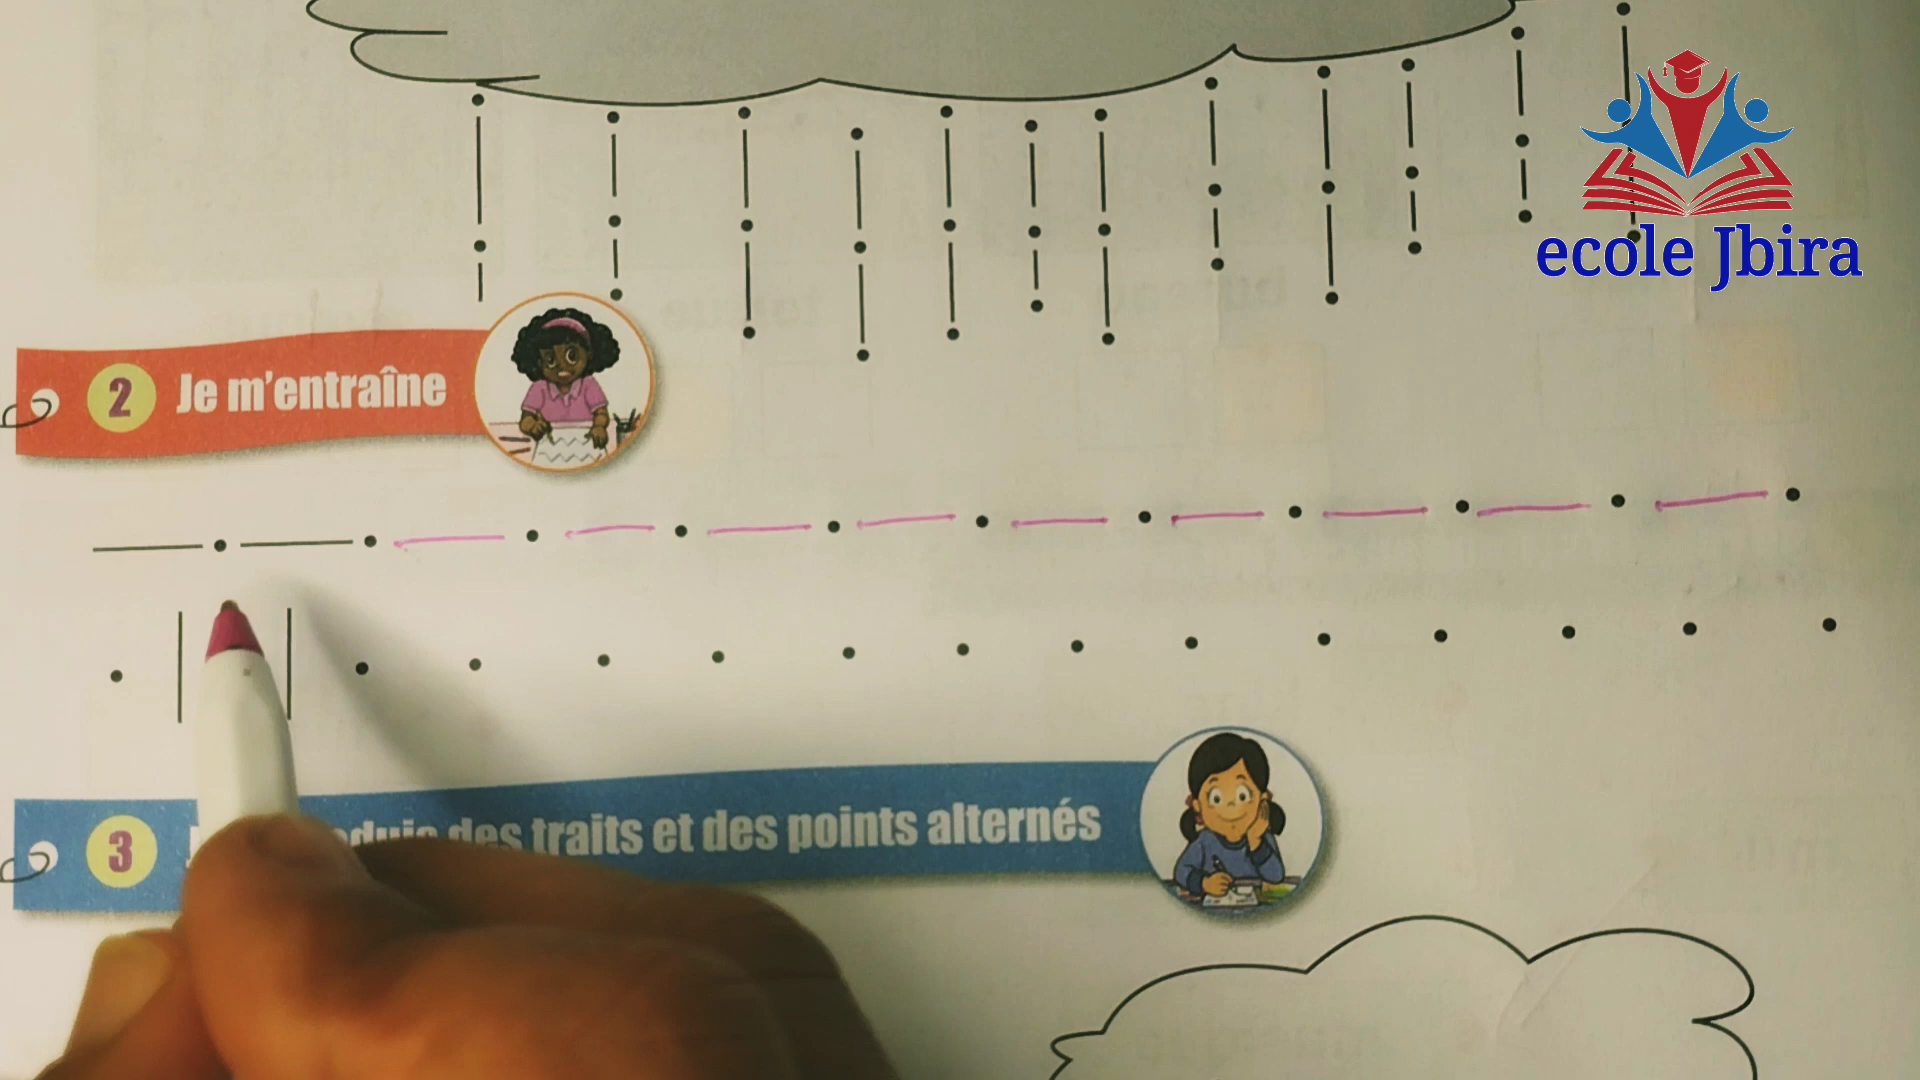 ecole Jbira
2 Je m'entraîne
3 des traits et des points alternés